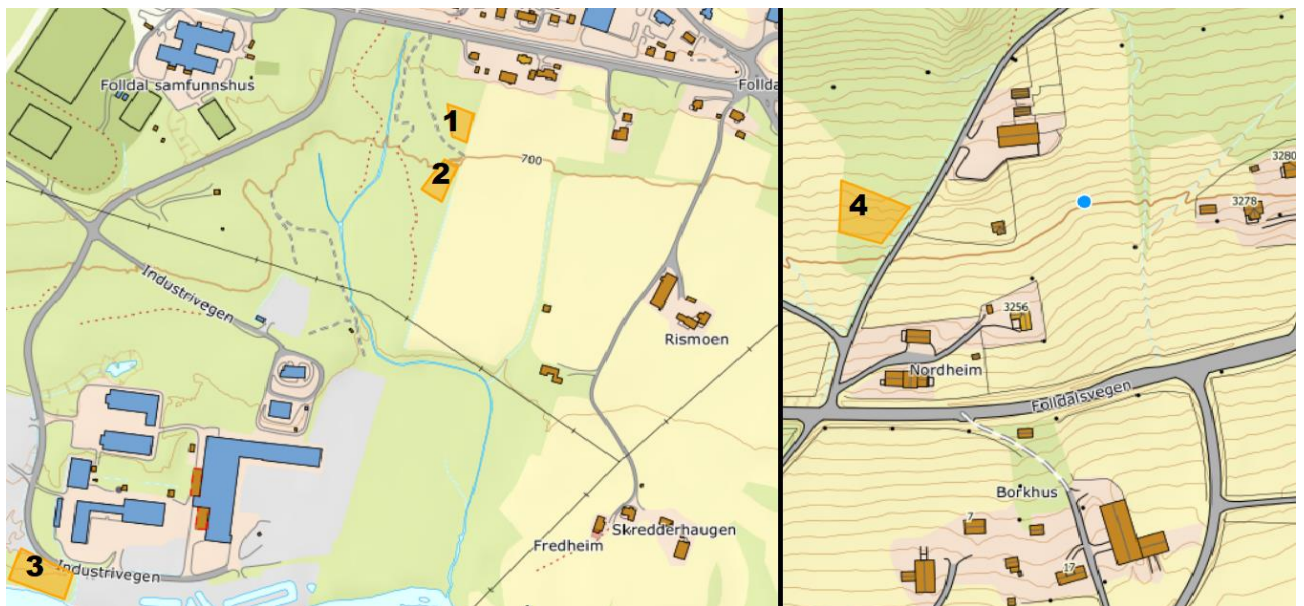 Folldal samfunnshus
Folldal
1
2
700
Industrivegen
Rismoen
Skredderhaugen
Fredheim
3
Industrivegen
4
3280
3278
3256
Nordheim
Folldalsvegen
Borkhus
7
17